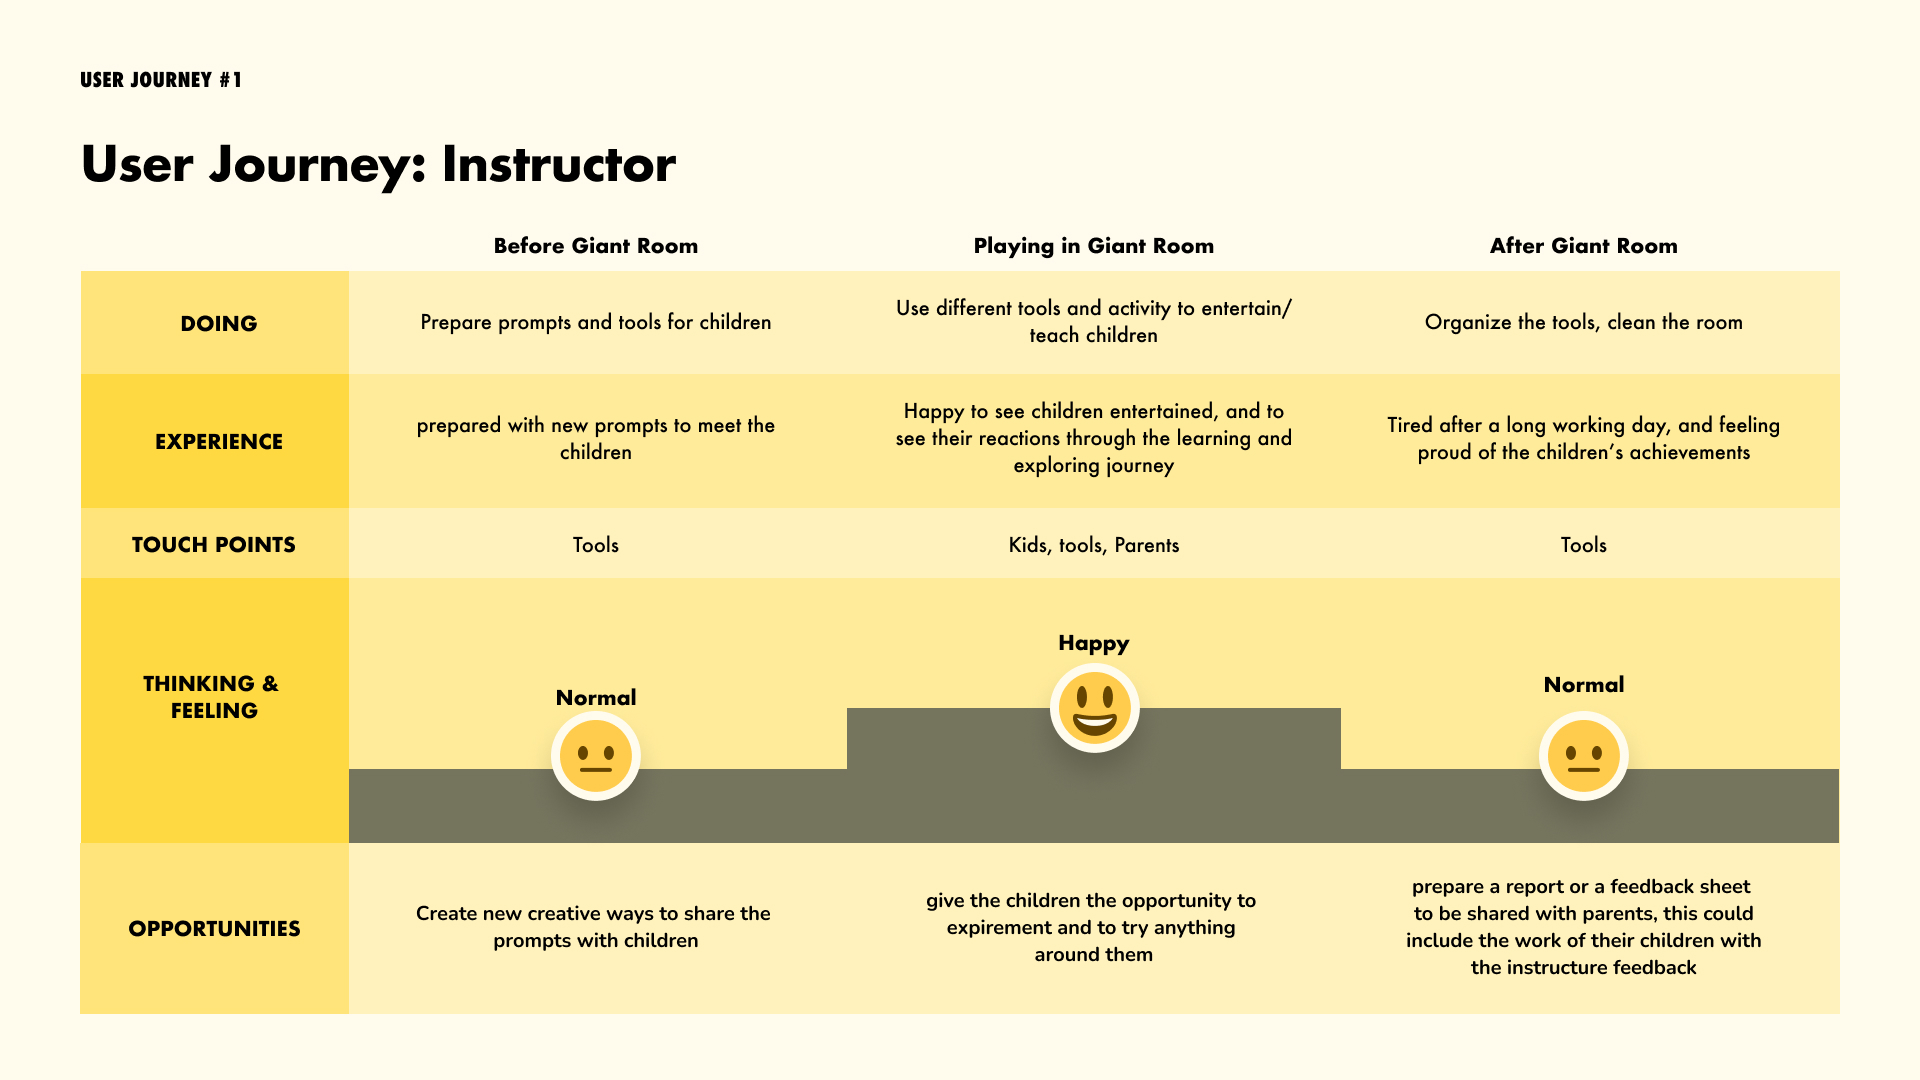 USER JOURNEY #1
User Journey: Instructor
Before Giant Room
Playing in Giant Room
After Giant Room
DOING
Prepare prompts and tools for children
Use different tools and activity to entertain/
teach children
Organize the tools, clean the room
EXPERIENCE
prepared with new prompts to meet the
children
Happy to see children entertained, and to
see their reactions through the learning and
exploring journey
Tired after a long working day, and feeling
proud of the children’s achievements
TOUCH POINTS
Tools
Kids, tools, Parents
Tools
THINKING &
FEELING
Normal
Happy
Normal
OPPORTUNITIES
Create new creative ways to share the
prompts with children
give the children the opportunity to
expirement and to try anything
around them
prepare a report or a feedback sheet
to be shared with parents, this could
include the work of their children with
the instructure feedback